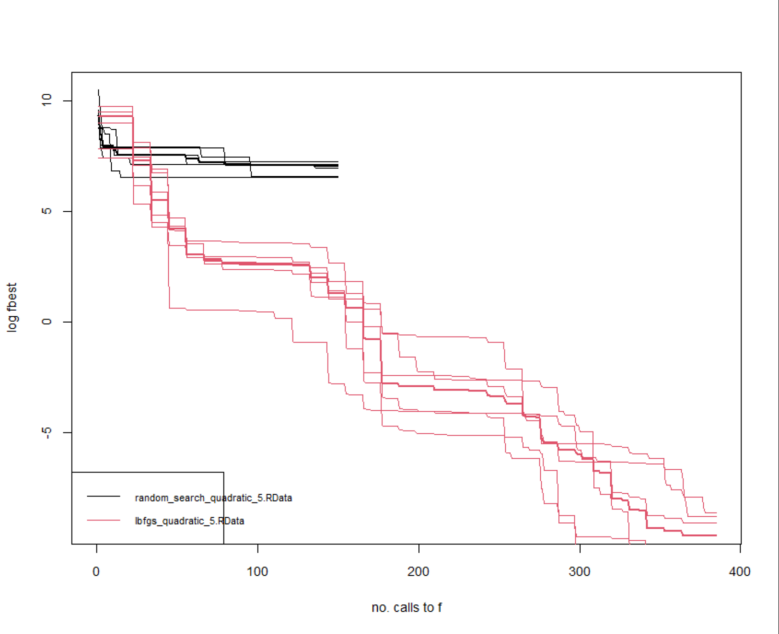 10
5
0
-5
log fbest
random_search_quadratic_5.RData
lbfgs_quadratic_5.RData
0
100
200
300
400
no. calls to f